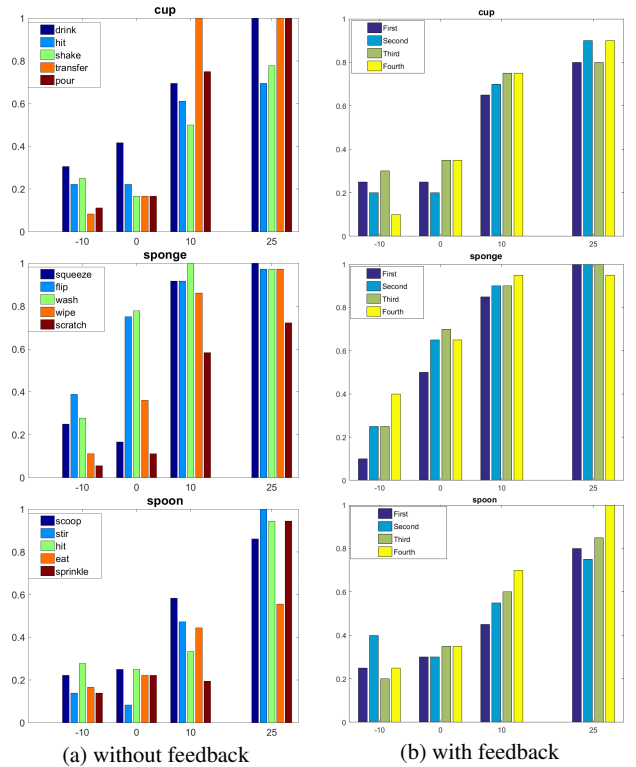 cup
1
0.8
0.6
0.4
0.2
0
drink
hit
shake
transfer
pour
-10 0 10 25
sponge
1
0.8
0.6
0.4
0.2
0
squeeze
flip
wash
wipe
scratch
-10 0 10 25
spoon
1
0.8
0.6
0.4
0.2
0
scoop
stir
hit
eat
sprinkle
-10 0 10 25
(a) without feedback
cup
1
0.8
0.6
0.4
0.2
0
First
Second
Third
Fourth
-10 0 10 25
sponge
1
0.8
0.6
0.4
0.2
0
First
Second
Third
Fourth
-10 0 10 25
spoon
1
0.8
0.6
0.4
0.2
0
First
Second
Third
Fourth
-10 0 10 25
(b) with feedback